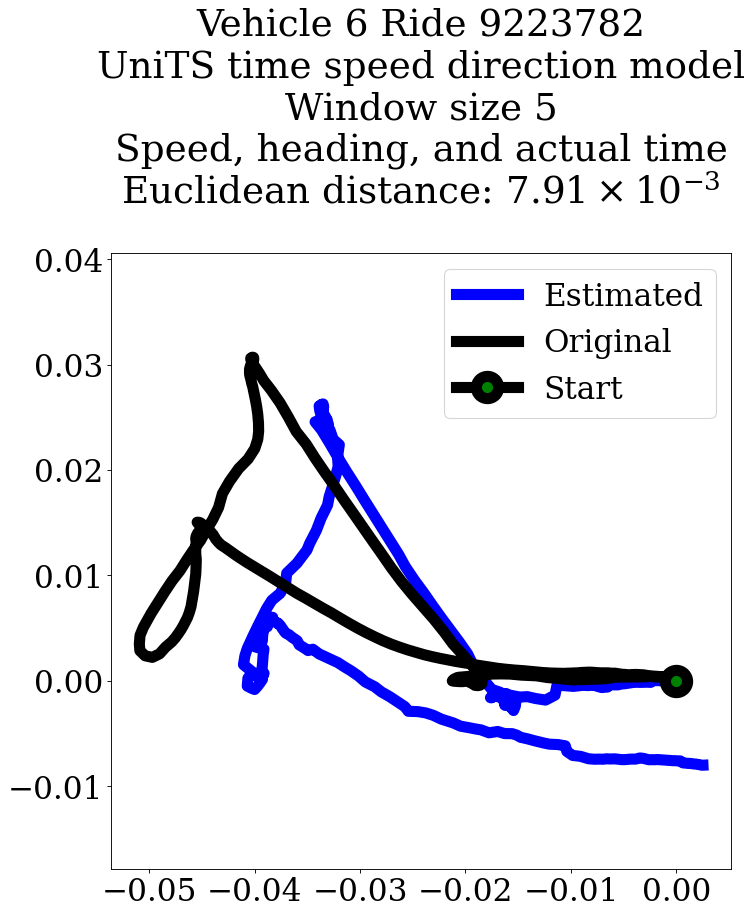 Vehicle 6 Ride 9223782
UniTS time speed direction model
Window size 5
Speed, heading, and actual time
Euclidean distance: 7.91 × 10⁻³
0.04
0.03
0.02
0.01
0.00
−0.01
Estimated
Original
Start
−0.05 −0.04 −0.03 −0.02 −0.01 0.00